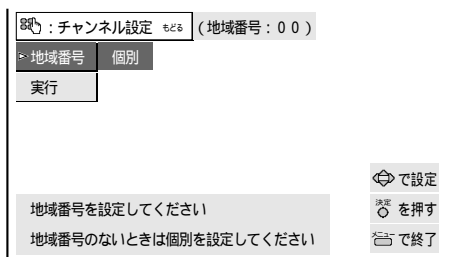 ：チャンネル設定 もどる （地域番号：００）
地域番号 個別
実行
で設定
地域番号を設定してください 決定 を押す
地域番号のないときは個別を設定してください で終了